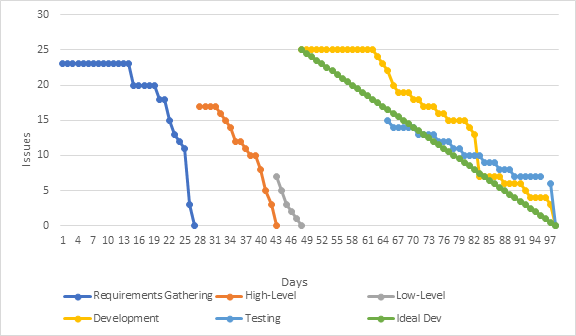 30
25
20
15
10
5
0
Issues
1 4 7 10 13 16 19 22 25 28 31 34 37 40 43 46 49 52 55 58 61 64 67 70 73 76 79 82 85 88 91 94 97
Days
Requirements Gathering High-Level Low-Level
Development Testing Ideal Dev